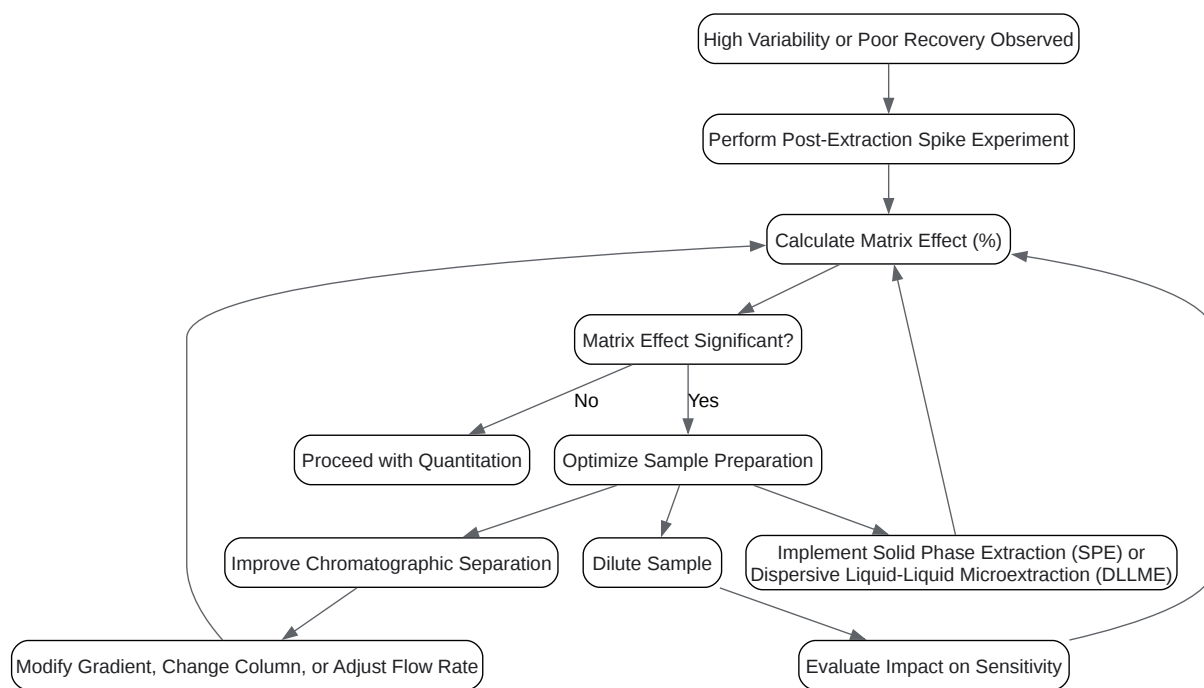 High Variability or Poor Recovery Observed
Perform Post-Extraction Spike Experiment
Calculate Matrix Effect (%)
Matrix Effect Significant?
No
Yes
Proceed with Quantitation
Optimize Sample Preparation
Improve Chromatographic Separation
Dilute Sample
Implement Solid Phase Extraction (SPE) or
Dispersive Liquid-Liquid Microextraction (DLLME)
Modify Gradient, Change Column, or Adjust Flow Rate
Evaluate Impact on Sensitivity